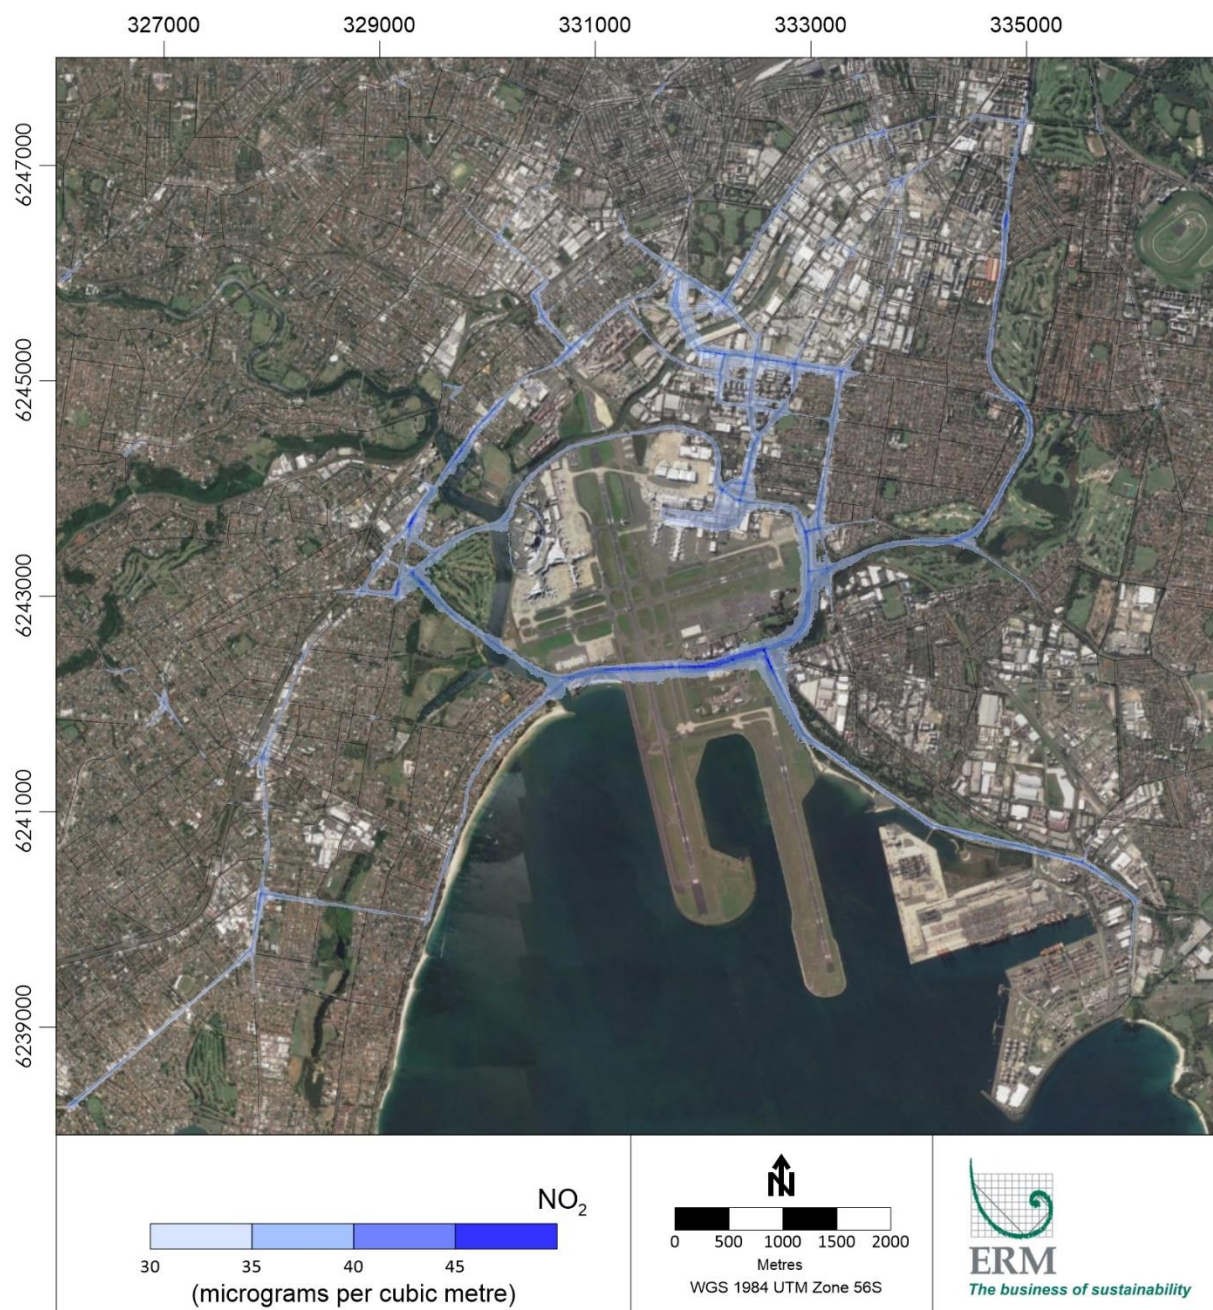 327000 329000 331000 333000 335000
6247000
6245000
6243000
6241000
6239000
NO₂
30 35 40 45
(micrograms per cubic metre)
N
0 500 1000 1500 2000
Metres
WGS 1984 UTM Zone 56S
ERM
The business of sustainability